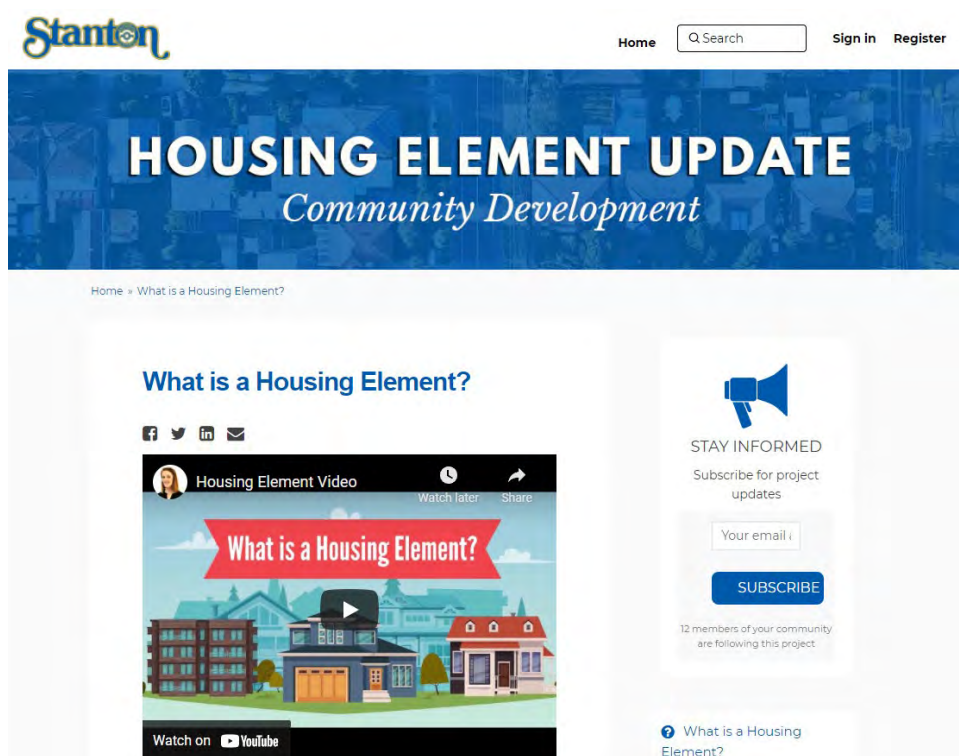 Stanton
Home
Search
Sign in
Register
HOUSING ELEMENT UPDATE
Community Development
Home » What is a Housing Element?
What is a Housing Element?
Housing Element Video
Watch later
Share
What is a Housing Element?
Watch on YouTube
STAY INFORMED
Subscribe for project
updates
Your email
SUBSCRIBE
12 members of your community
are following this project
What is a Housing
Element?